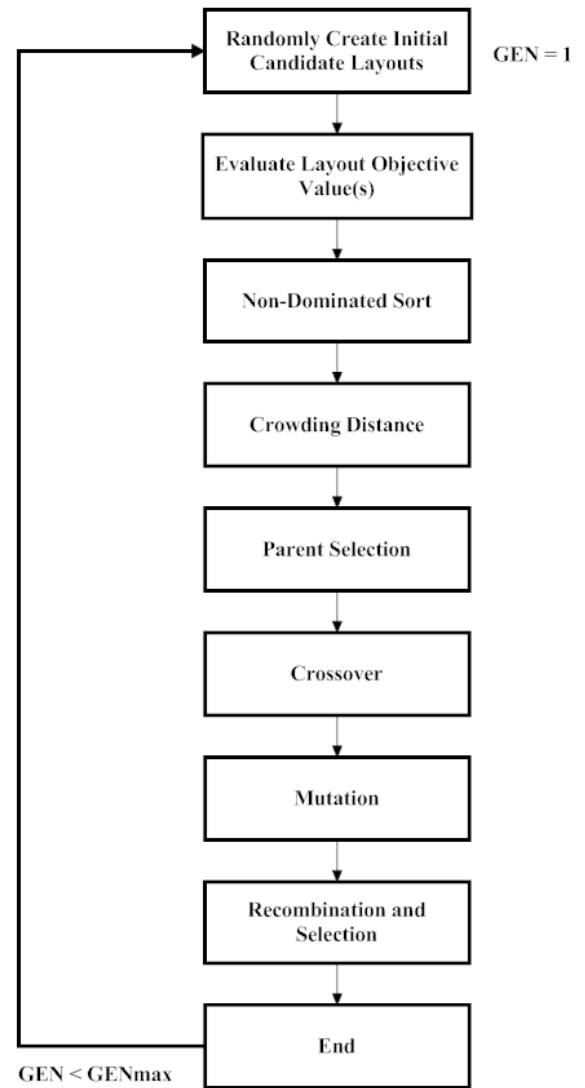 Randomly Create Initial
Candidate Layouts
GEN = 1
Evaluate Layout Objective
Value(s)
Non-Dominated Sort
Crowding Distance
Parent Selection
Crossover
Mutation
Recombination and
Selection
End
GEN < GENmax